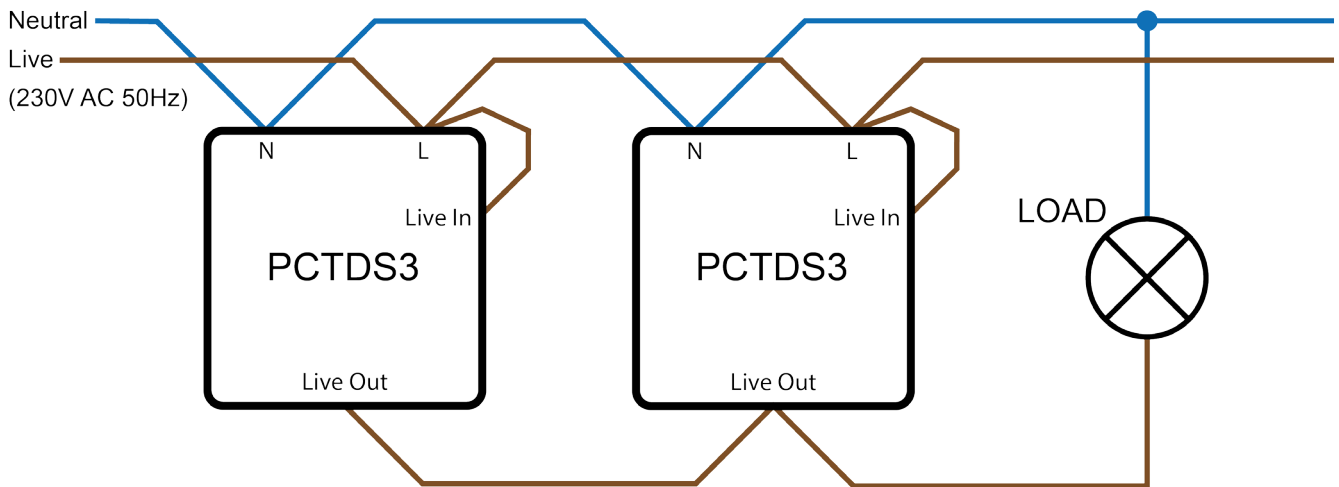 Neutral
Live
(230V AC 50Hz)
N
L
Live In
PCTDS3
Live Out
N
L
Live In
PCTDS3
Live Out
LOAD